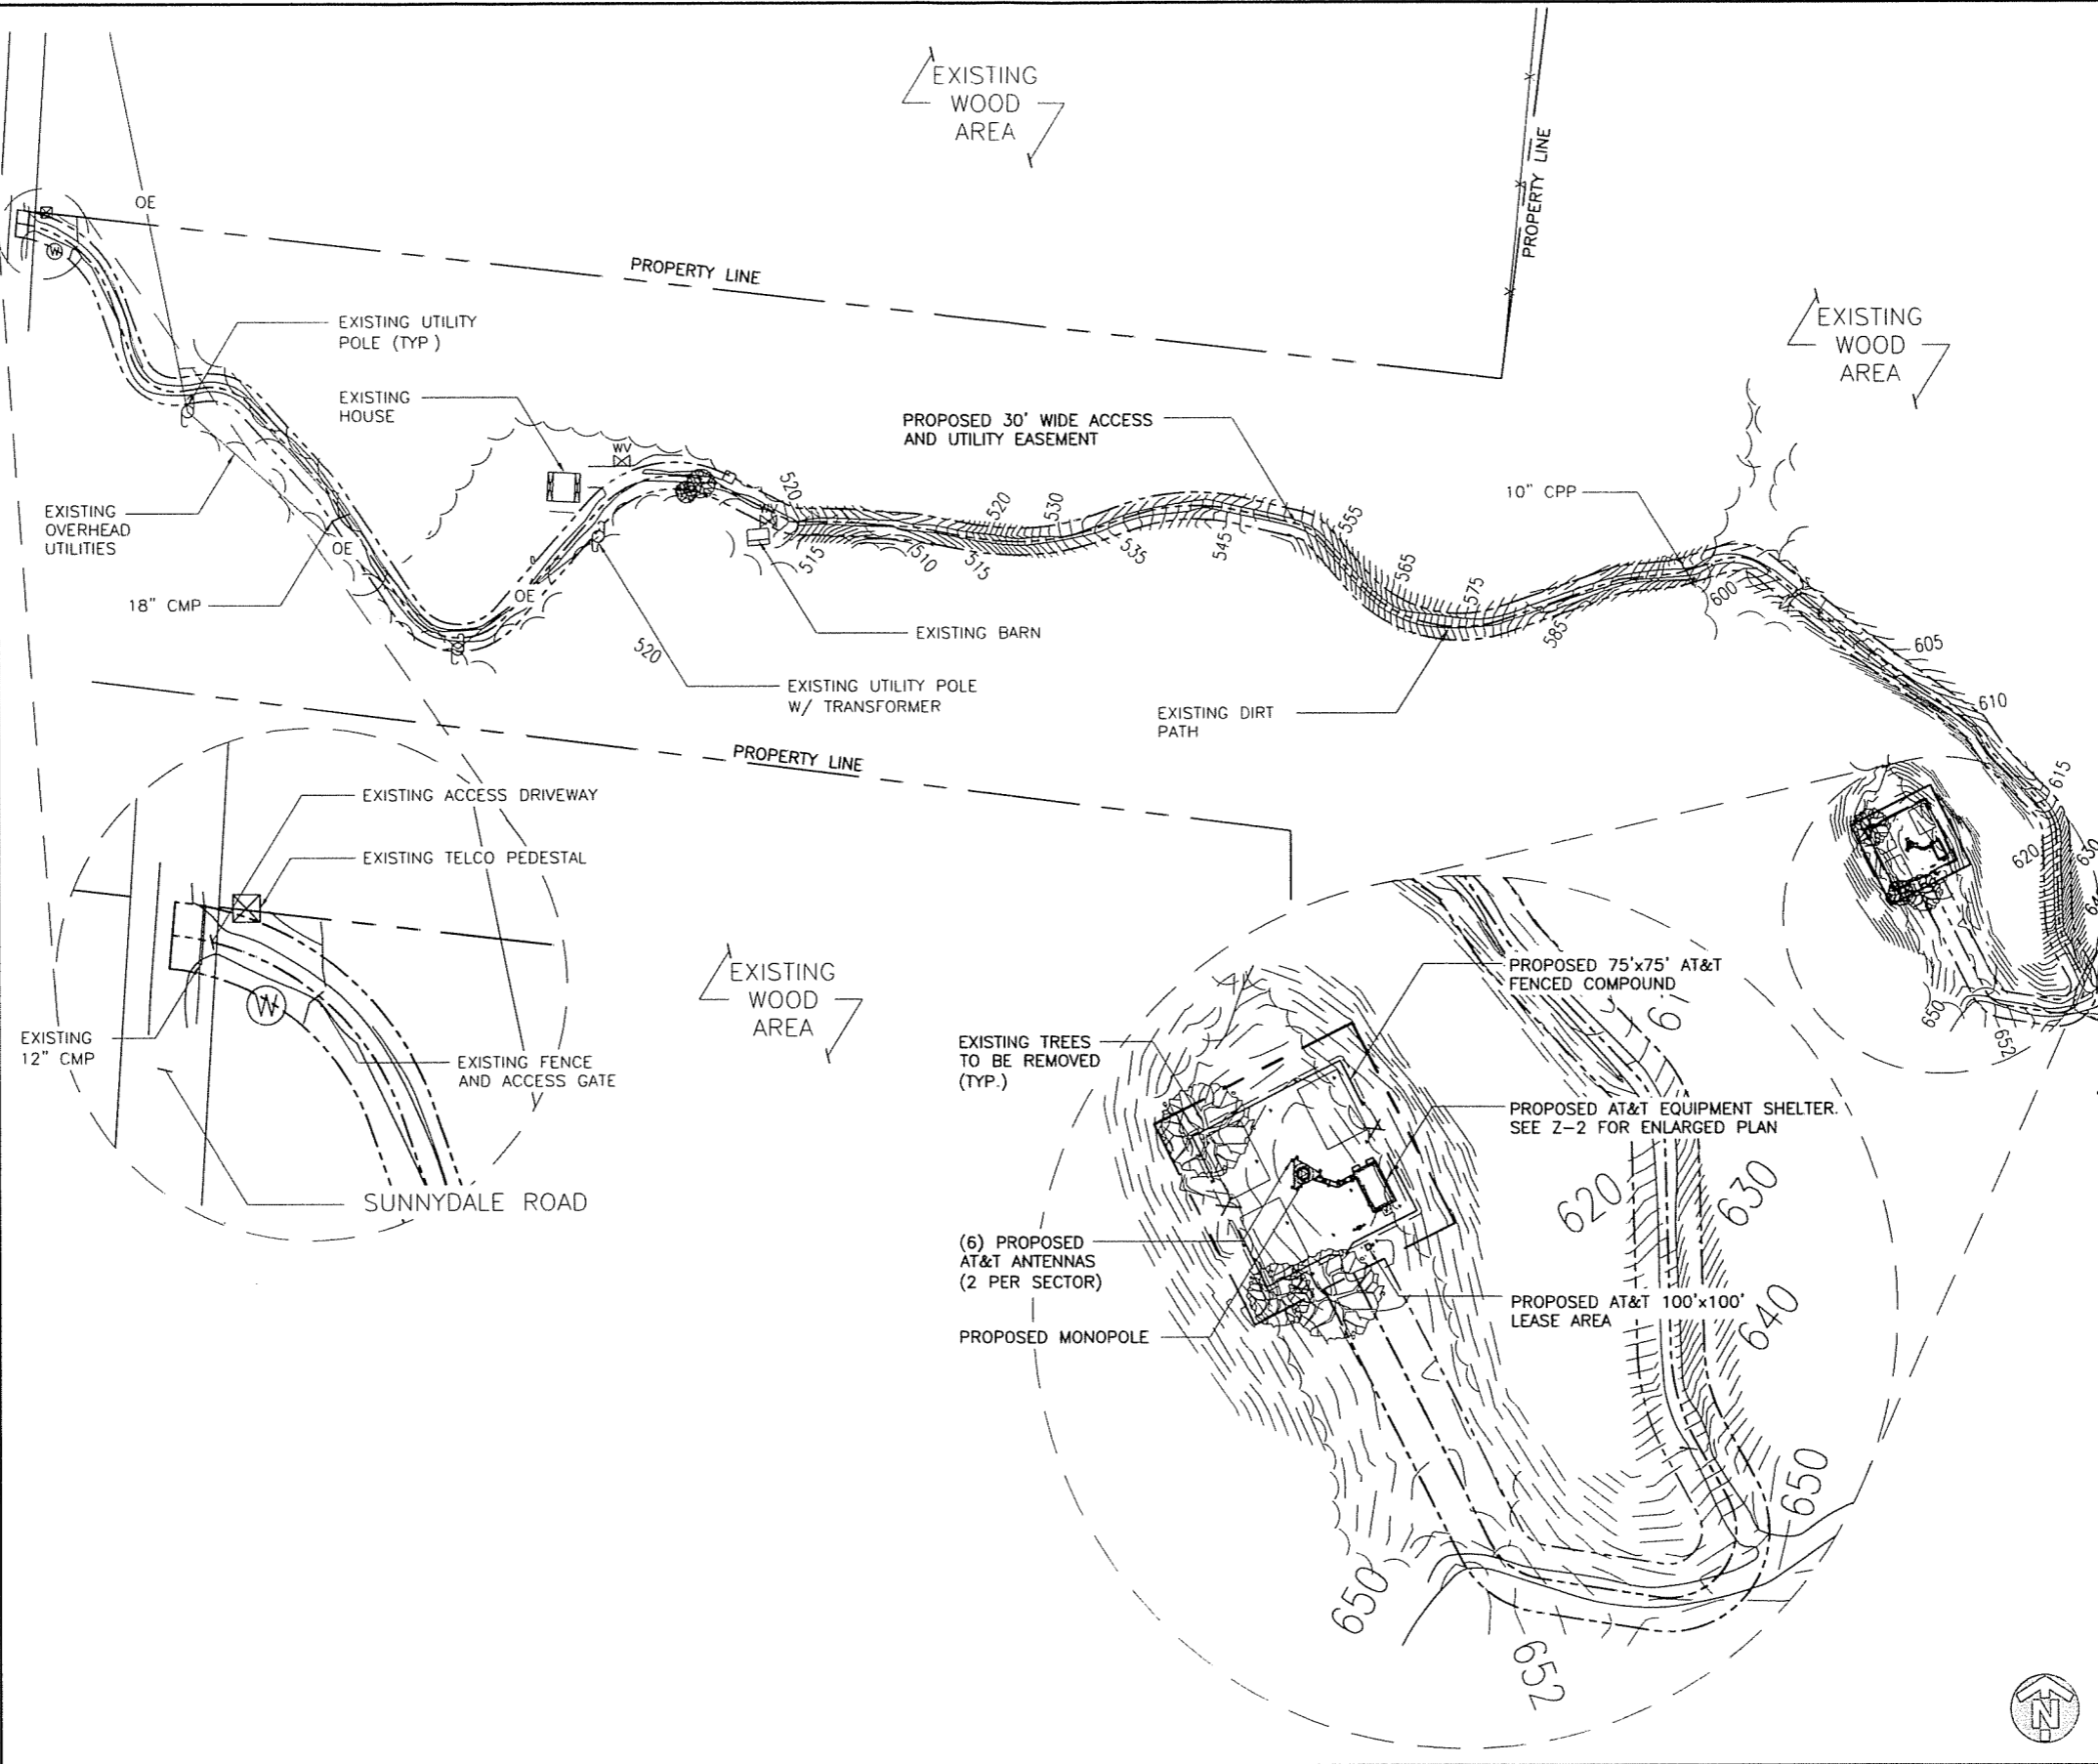 EXISTING
WOOD
AREA
PROPERTY LINE
OE
PROPERTY LINE
EXISTING UTILITY
POLE (TYP.)
EXISTING
WOOD
AREA
EXISTING
HOUSE
WV
PROPOSED 30' WIDE ACCESS
AND UTILITY EASEMENT
10" CPP
EXISTING
OVERHEAD
UTILITIES
OE
18" CMP
OE
520
515
510
515
520
530
535
545
555
565
575
585
600
605
610
615
620
630
650
652
520
EXISTING BARN
EXISTING UTILITY POLE
W/ TRANSFORMER
EXISTING DIRT
PATH
PROPERTY LINE
W
EXISTING ACCESS DRIVEWAY
EXISTING TELCO PEDESTAL
W
EXISTING
12" CMP
EXISTING FENCE
AND ACCESS GATE
SUNNYDALE ROAD
EXISTING
WOOD
AREA
PROPOSED 75'x75' AT&T
FENCED COMPOUND
EXISTING TREES
TO BE REMOVED
(TYP.)
PROPOSED AT&T EQUIPMENT SHELTER.
SEE Z-2 FOR ENLARGED PLAN
620
630
(6) PROPOSED
AT&T ANTENNAS
(2 PER SECTOR)
PROPOSED AT&T 100'x100'
LEASE AREA
640
PROPOSED MONOPOLE
650
650
652
N